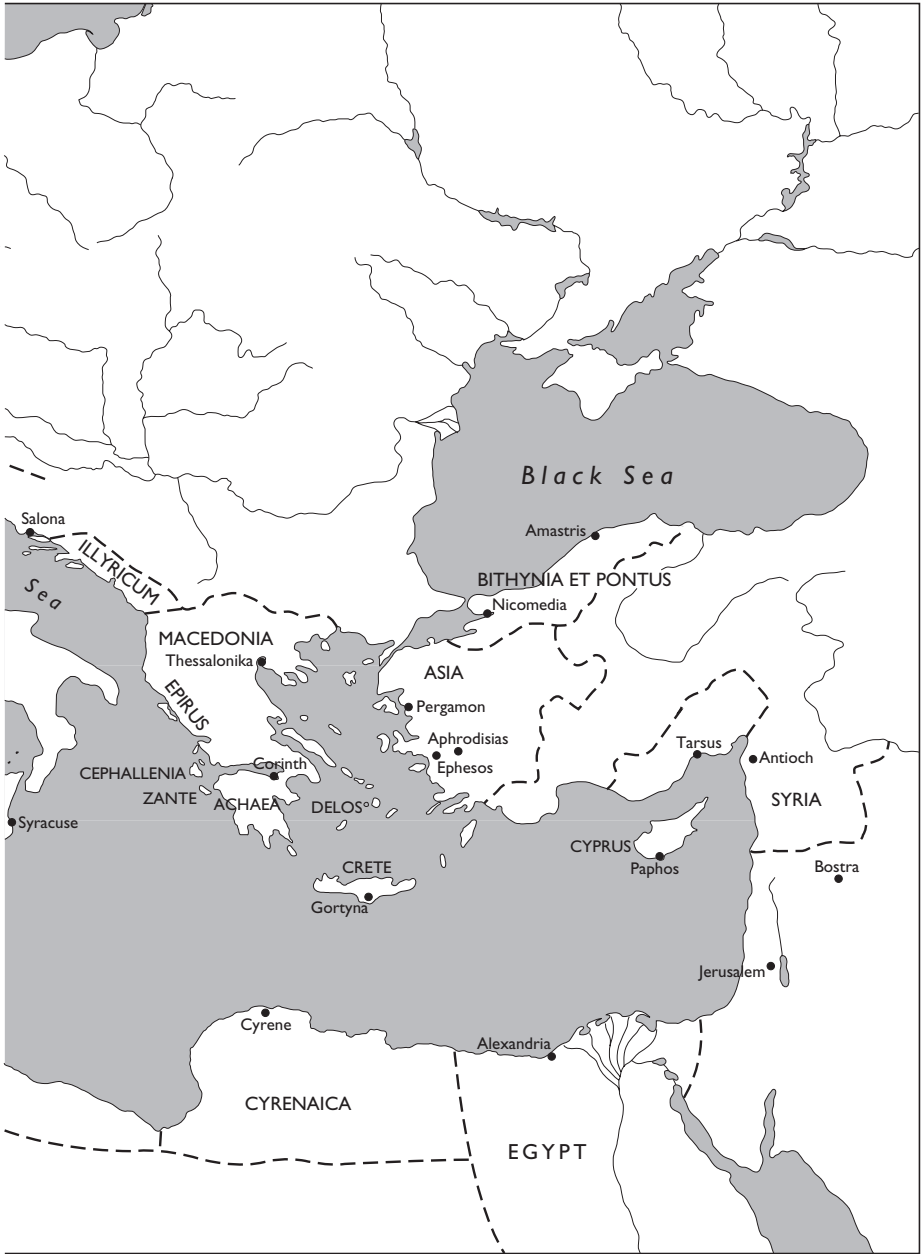 Black Sea
Salona
Amastris
ILLYRICUM
Sea
BITHYNIA ET PONTUS
Nicomedia
MACEDONIA
Thessalonika
ASIA
EPIRUS
Pergamon
Aphrodisias
Ephesos
Tarsus
Antioch
Corinth
CEPHALLENIA
ZANTE
ACHAEA
DELOS
SYRIA
Syracuse
CYPRUS
Paphos
CRETE
Bostra
Gortyna
Jerusalem
Cyrene
Alexandria
CYRENAICA
EGYPT